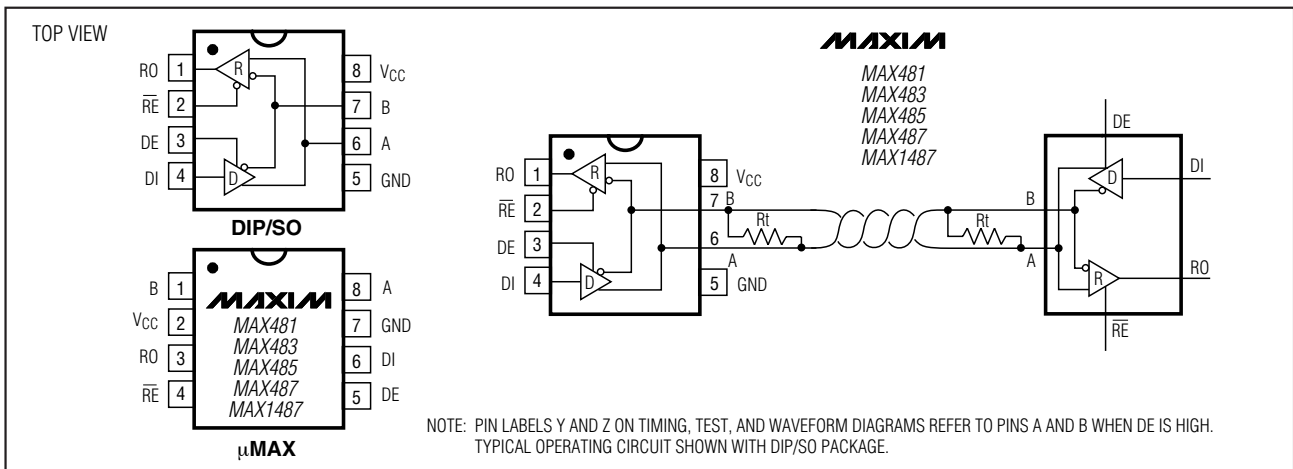 TOP VIEW
RO 1
RE 2
DE 3
DI 4
8 VCC
7 B
6 A
5 GND
R
D
DIP/SO
B 1
VCC 2
RO 3
RE 4
8 A
7 GND
6 DI
5 DE
MAXIM
MAX481
MAX483
MAX485
MAX487
MAX1487
µMAX
MAXIM
MAX481
MAX483
MAX485
MAX487
MAX1487
RO 1
RE 2
DE 3
DI 4
R
D
8 VCC
7 B
6 A
5 GND
Rt
Rt
B
A
DE
DI
D
R
RO
RE
NOTE: PIN LABELS Y AND Z ON TIMING, TEST, AND WAVEFORM DIAGRAMS REFER TO PINS A AND B WHEN DE IS HIGH.
TYPICAL OPERATING CIRCUIT SHOWN WITH DIP/SO PACKAGE.